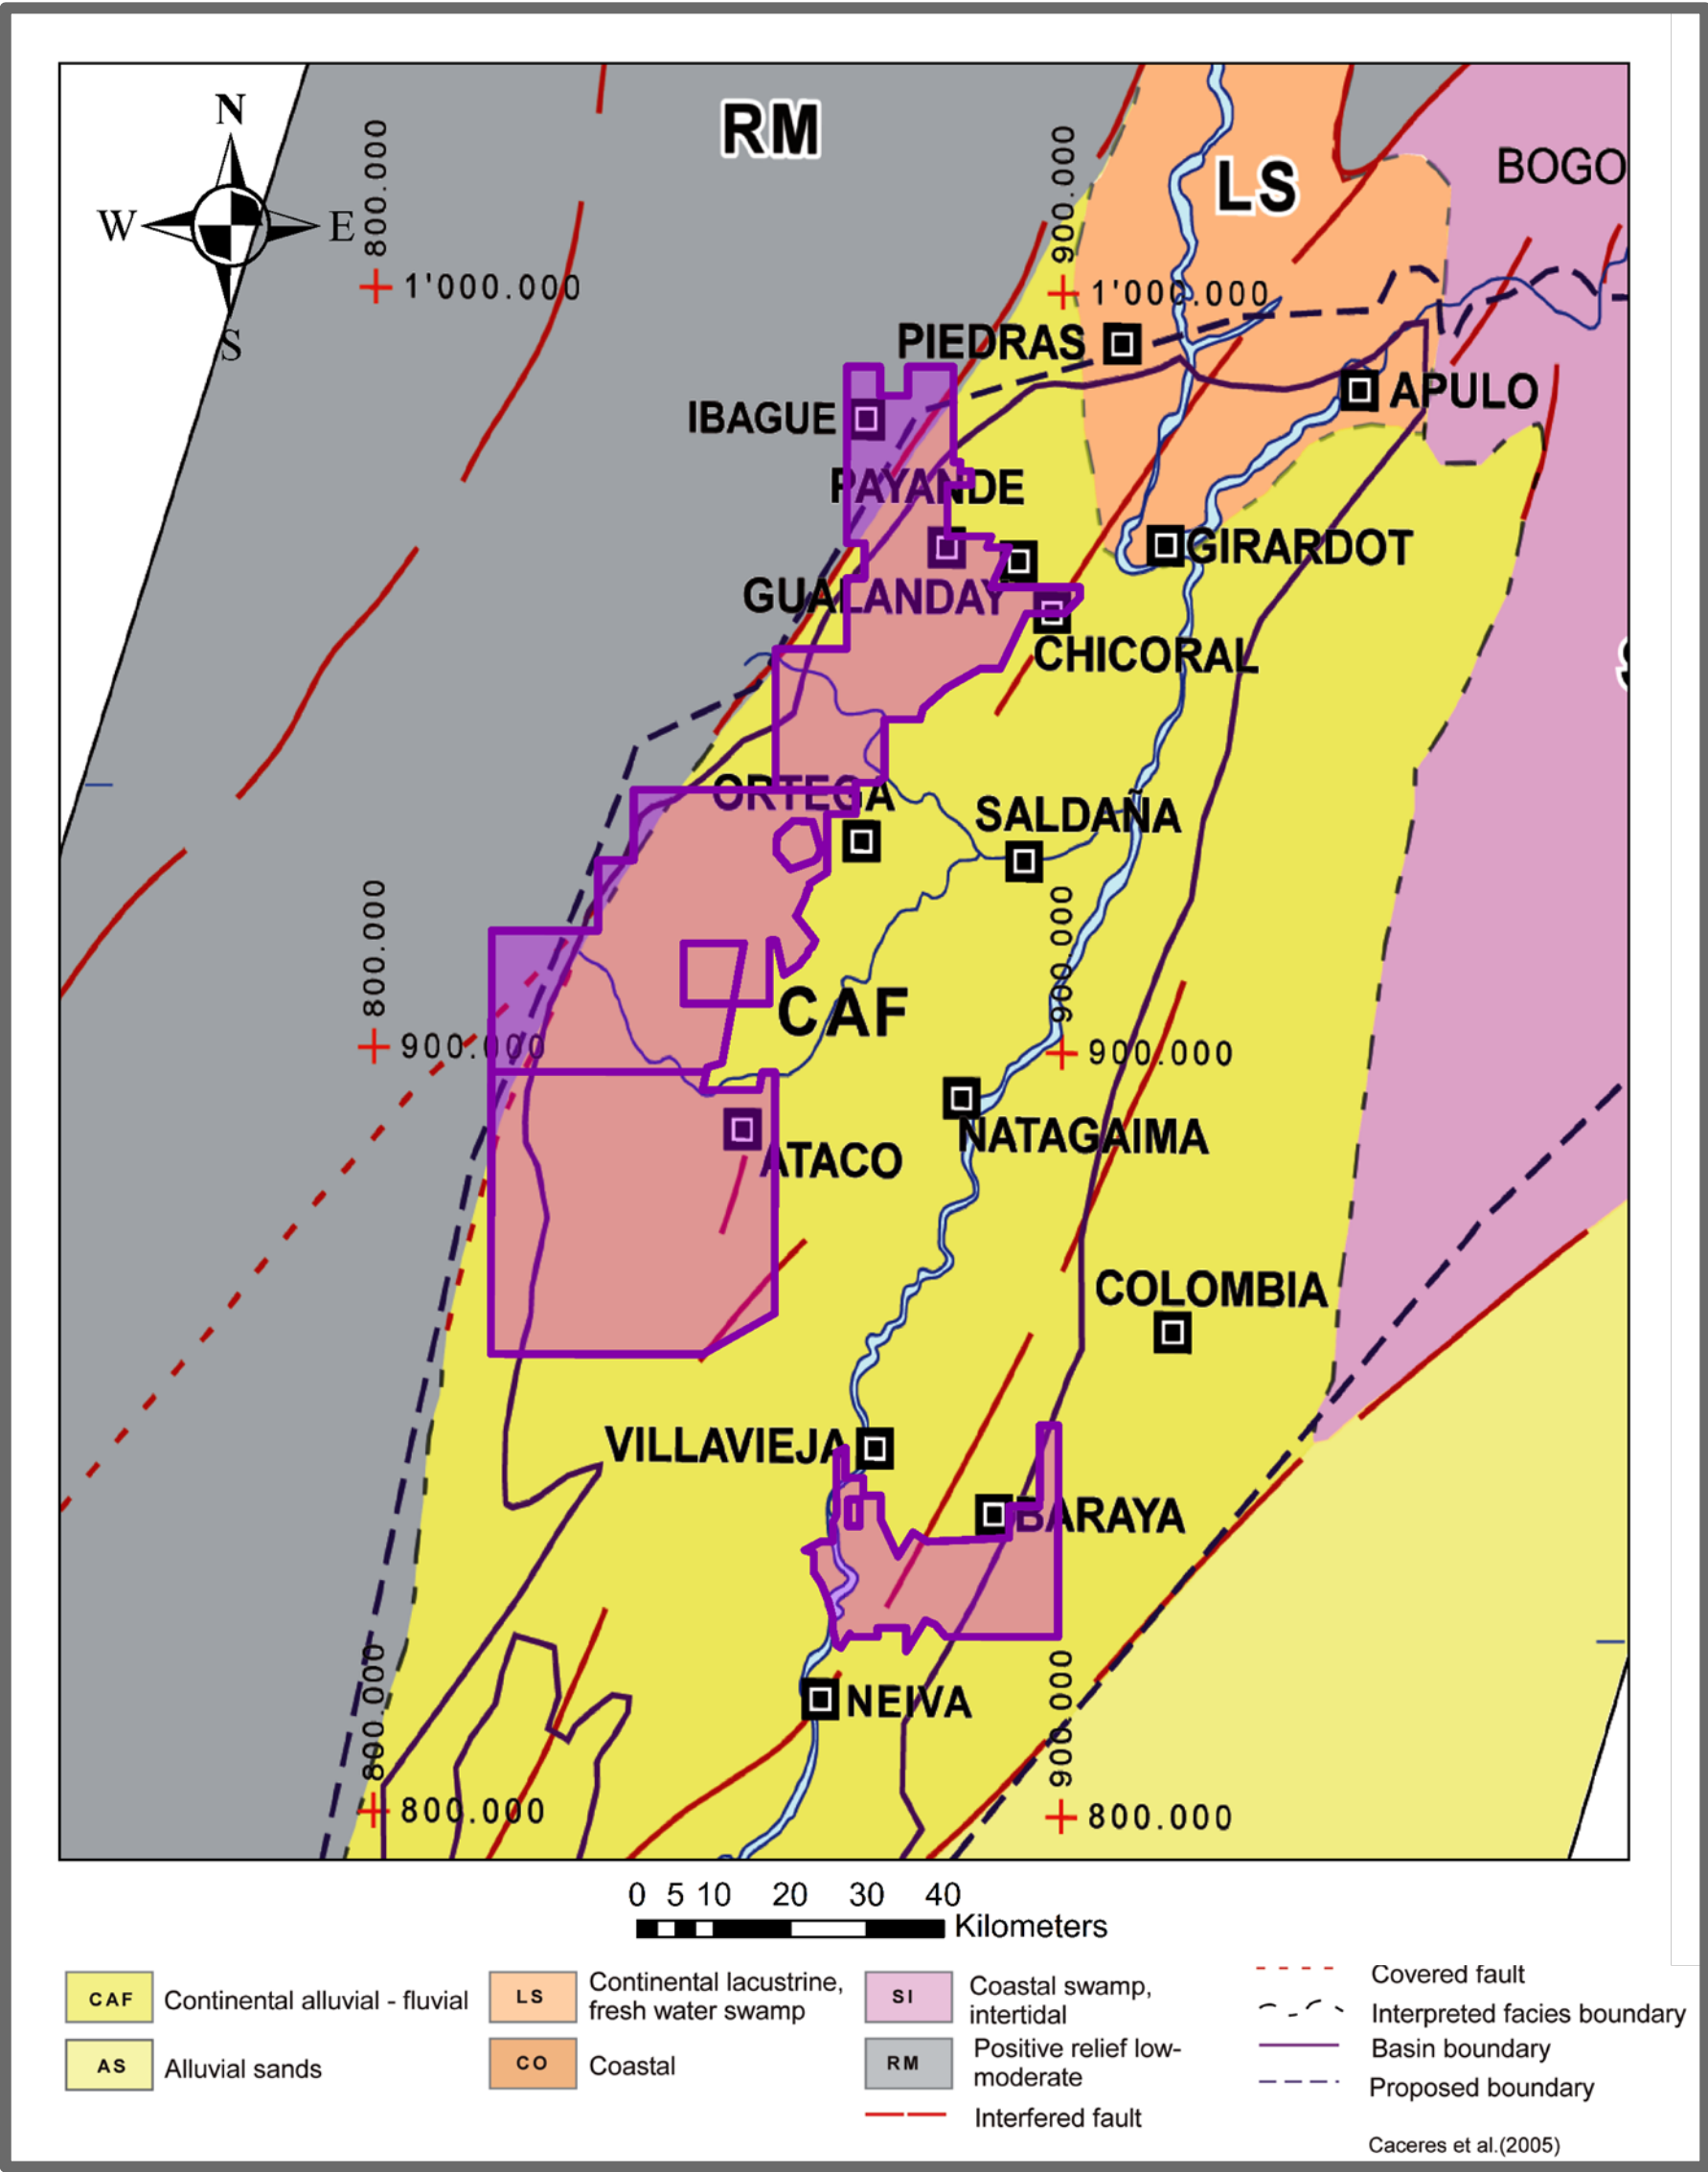 N
W
E
S
800.000
1'000.000
RM
900.000
1'000.000
LS
BOGO
PIEDRAS
APULO
IBAGUE
PAYANDE
GIRARDOT
GUALANDAY
CHICORAL
ORTEGA
SALDAÑA
800.000
900.000
CAF
900.000
900.000
NATAGAIMA
ATACO
COLOMBIA
VILLAVIEJA
BARAYA
NEIVA
800.000
800.000
900.000
800.000
0 5 10 20 30 40
Kilometers
CAF Continental alluvial - fluvial
AS Alluvial sands
LS Continental lacustrine,
fresh water swamp
CO Coastal
SI Coastal swamp,
intertidal
RM Positive relief low-
moderate
Interfered fault
Covered fault
Interpreted facies boundary
Basin boundary
Proposed boundary
Caceres et al.(2005)